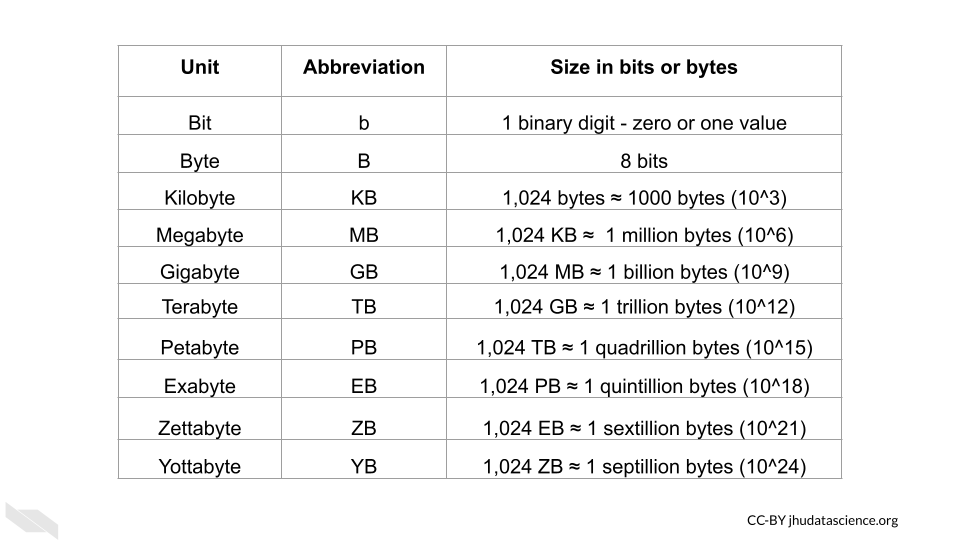 Unit Abbreviation Size in bits or bytes
Bit b 1 binary digit - zero or one value
Byte B 8 bits
Kilobyte KB 1,024 bytes ≈ 1000 bytes (10^3)
Megabyte MB 1,024 KB ≈  1 million bytes (10^6)
Gigabyte GB 1,024 MB ≈ 1 billion bytes (10^9)
Terabyte TB 1,024 GB ≈ 1 trillion bytes (10^12)
Petabyte PB 1,024 TB ≈ 1 quadrillion bytes (10^15)
Exabyte EB 1,024 PB ≈ 1 quintillion bytes (10^18)
Zettabyte ZB 1,024 EB ≈ 1 sextillion bytes (10^21)
Yottabyte YB 1,024 ZB ≈ 1 septillion bytes (10^24)
CC-BY jhudatascience.org